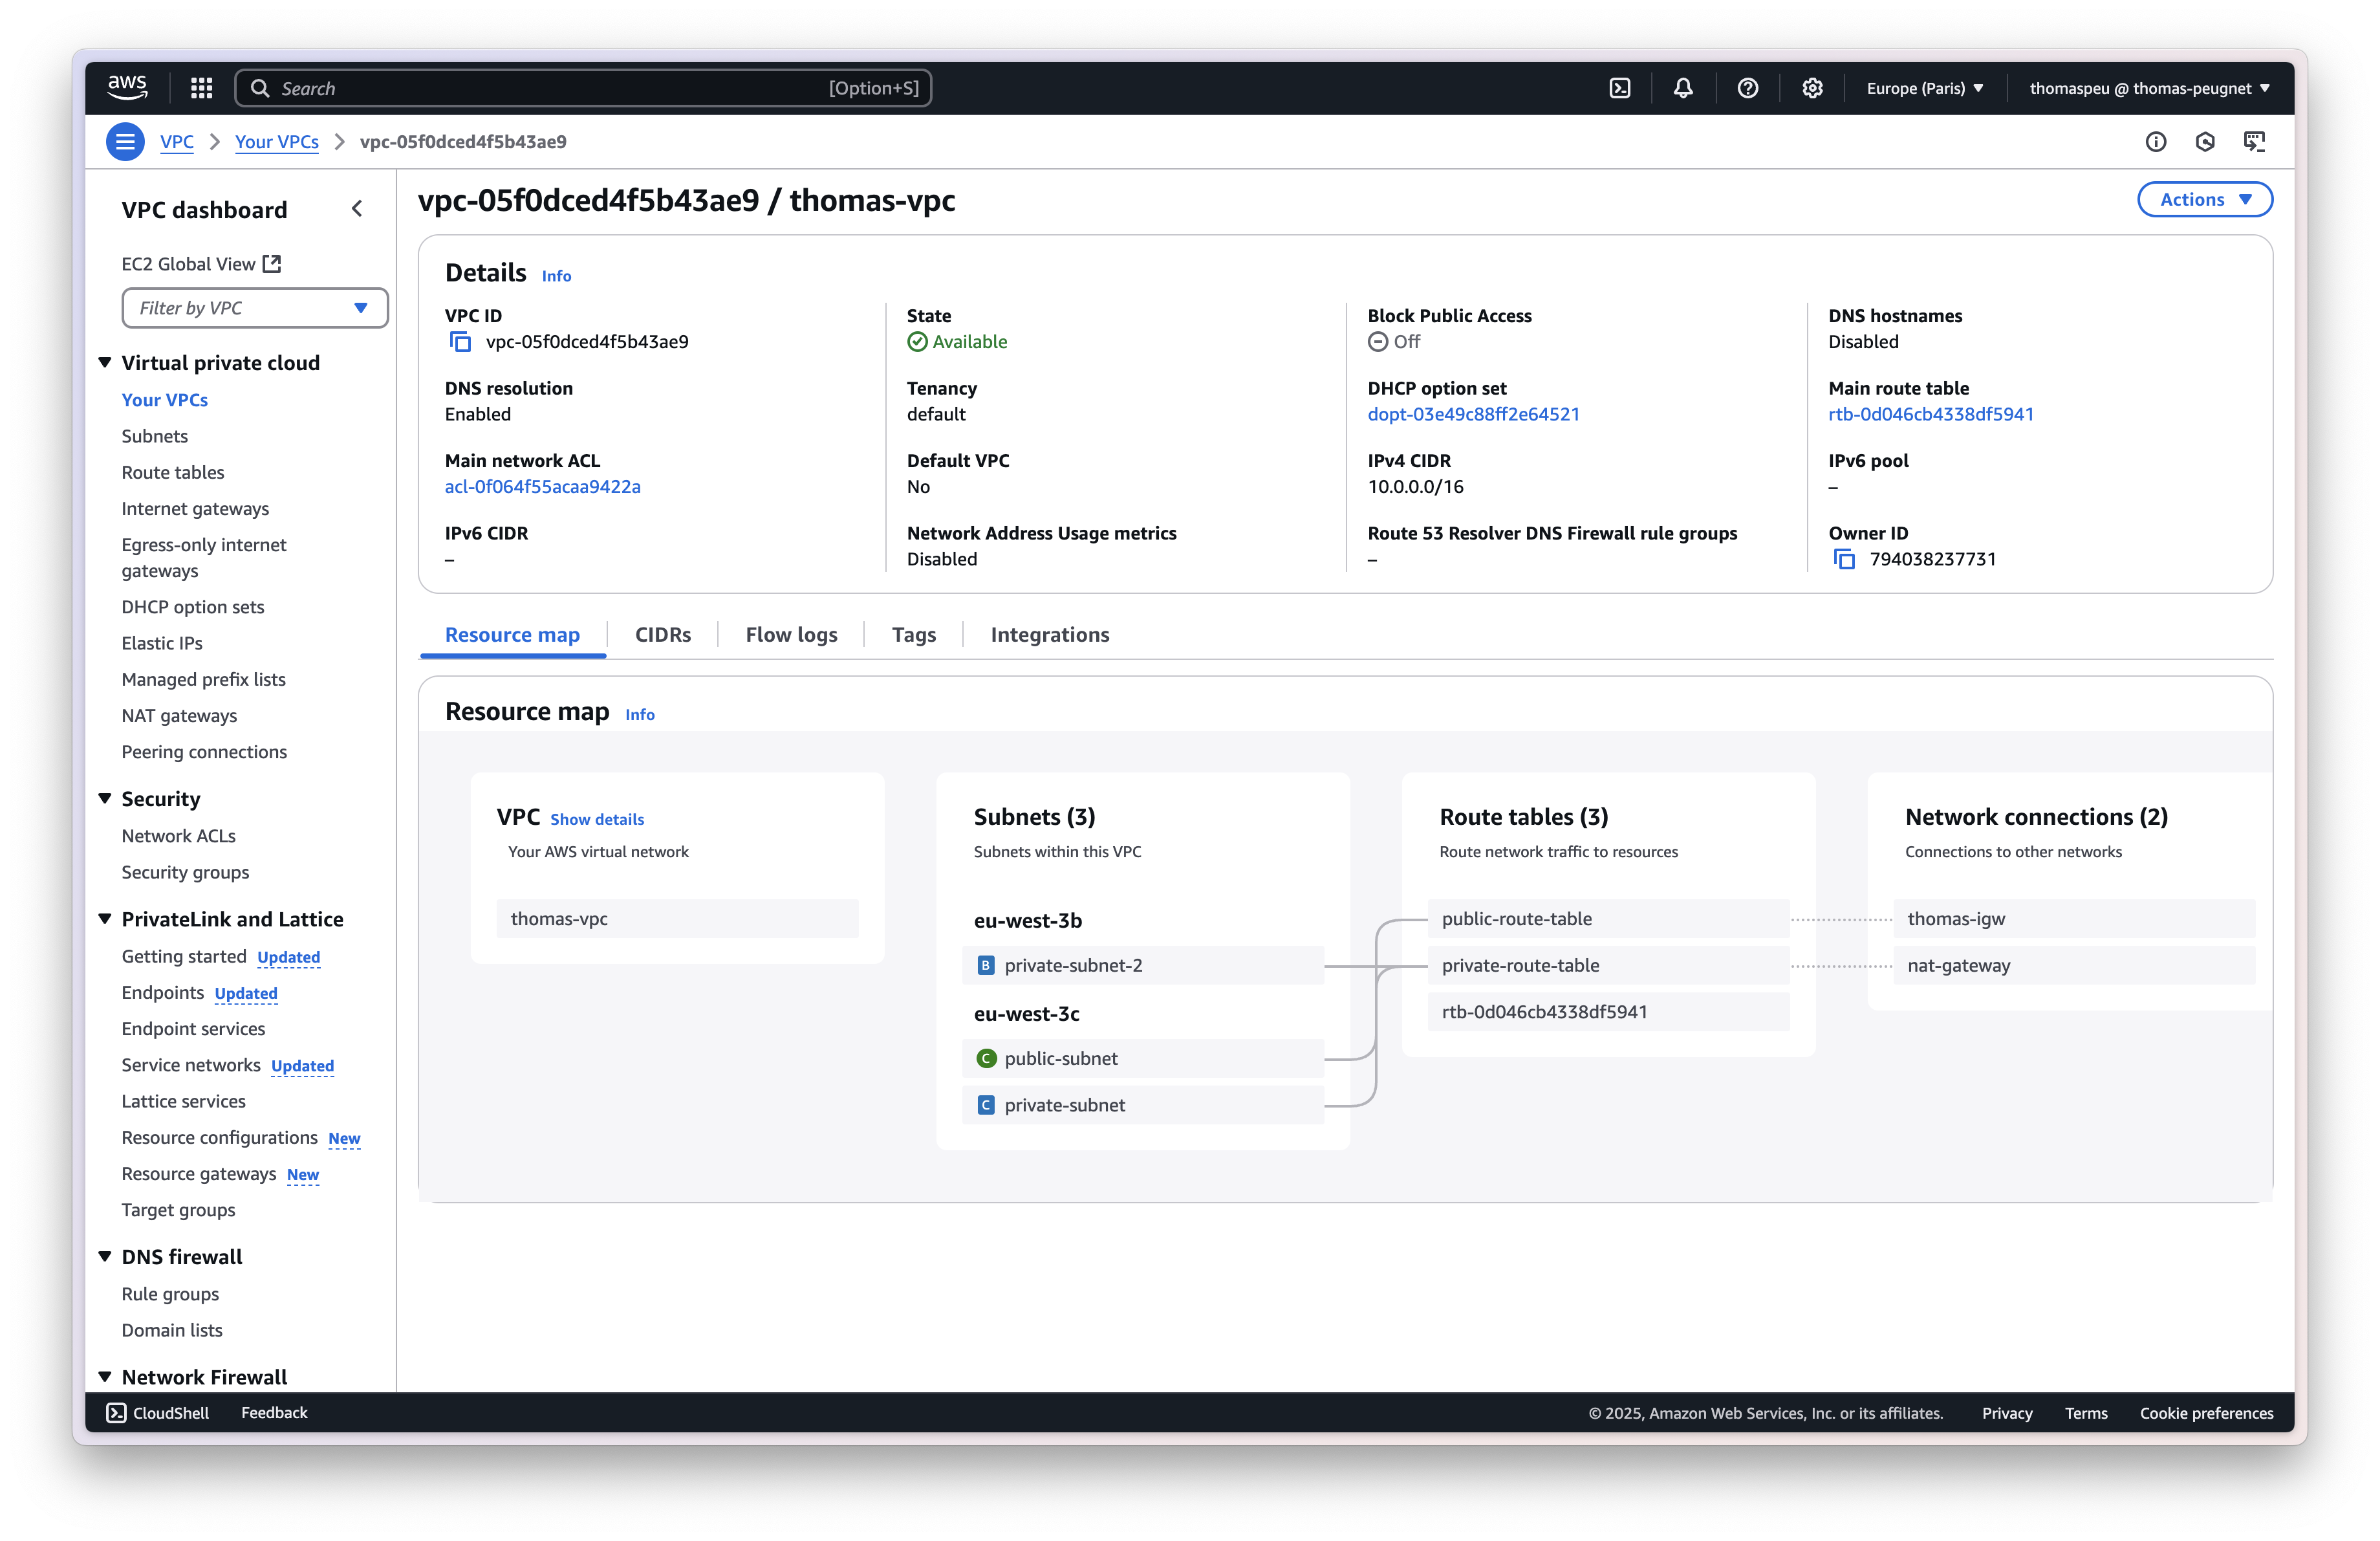 aws
Search [Option+S]
Europe (Paris)
thomaspeu @ thomas-peugnet
VPC
Your VPCs
vpc-05f0dced4f5b43ae9
VPC dashboard
EC2 Global View
Filter by VPC
Virtual private cloud
Your VPCs
Subnets
Route tables
Internet gateways
Egress-only internet
gateways
DHCP option sets
Elastic IPs
Managed prefix lists
NAT gateways
Peering connections
Security
Network ACLs
Security groups
PrivateLink and Lattice
Getting started Updated
Endpoints Updated
Endpoint services
Service networks Updated
Lattice services
Resource configurations New
Resource gateways New
Target groups
DNS firewall
Rule groups
Domain lists
Network Firewall
vpc-05f0dced4f5b43ae9 / thomas-vpc
Actions
Details Info
VPC ID
vpc-05f0dced4f5b43ae9
State
Available
Block Public Access
Off
DNS hostnames
Disabled
DNS resolution
Enabled
Tenancy
default
DHCP option set
dopt-03e49c88ff2e64521
Main route table
rtb-0d046cb4338df5941
Main network ACL
acl-0f064f55acaa9422a
Default VPC
No
IPv4 CIDR
10.0.0.0/16
IPv6 pool
–
IPv6 CIDR
–
Network Address Usage metrics
Disabled
Route 53 Resolver DNS Firewall rule groups
–
Owner ID
794038237731
Resource map
CIDRs
Flow logs
Tags
Integrations
Resource map Info
VPC Show details
Your AWS virtual network
thomas-vpc
Subnets (3)
Subnets within this VPC
eu-west-3b
B private-subnet-2
eu-west-3c
C public-subnet
C private-subnet
Route tables (3)
Route network traffic to resources
public-route-table
private-route-table
rtb-0d046cb4338df5941
Network connections (2)
Connections to other networks
thomas-igw
nat-gateway
CloudShell
Feedback
© 2025, Amazon Web Services, Inc. or its affiliates.
Privacy
Terms
Cookie preferences